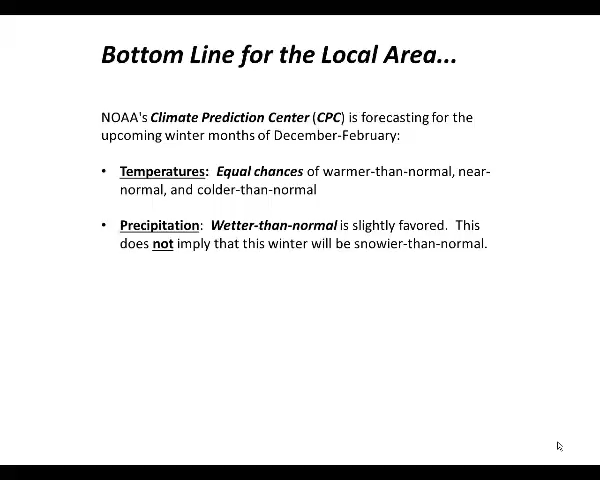 Bottom Line for the Local Area...
NOAA's Climate Prediction Center (CPC) is forecasting for the
upcoming winter months of December-February:
• Temperatures: Equal chances of warmer-than-normal, near-
normal, and colder-than-normal
• Precipitation: Wetter-than-normal is slightly favored. This
does not imply that this winter will be snowier-than-normal.